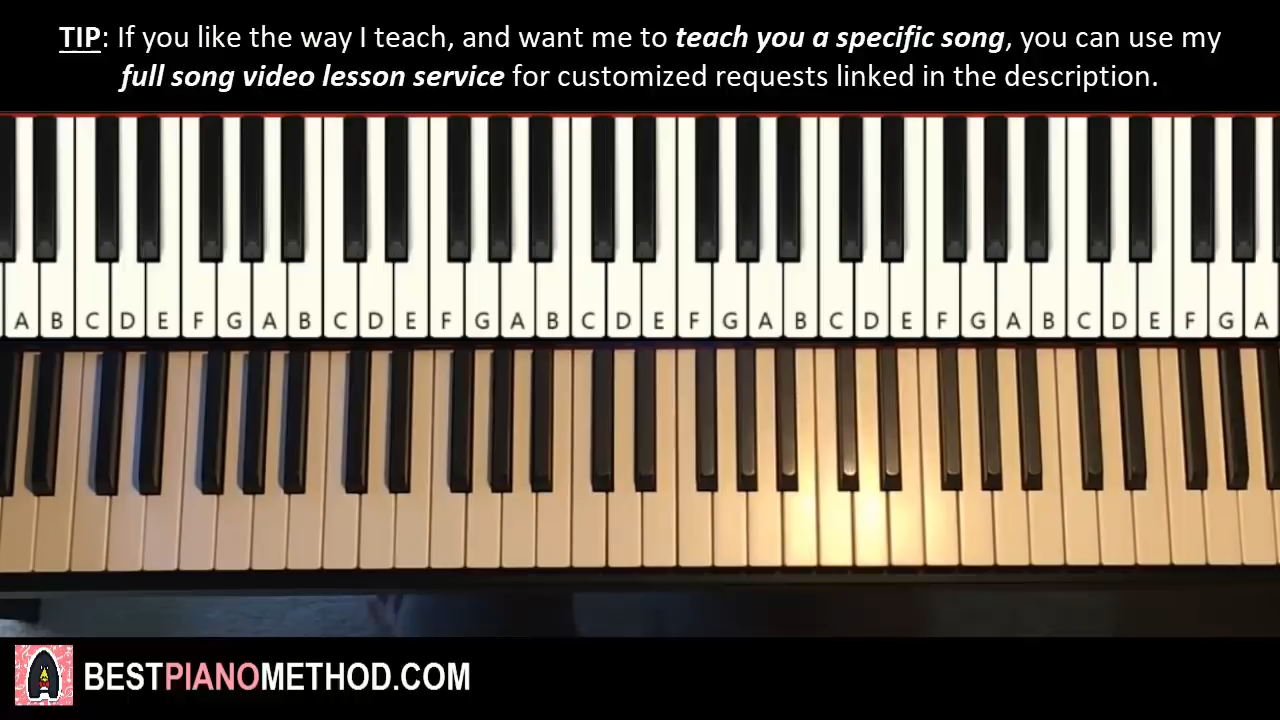 TIP: If you like the way I teach, and want me to teach you a specific song, you can use my
full song video lesson service for customized requests linked in the description.
A B C D E F G A B C D E F G A B C D E F G A B C D E F G A B C D E F G A
BESTPIANOMETHOD.COM